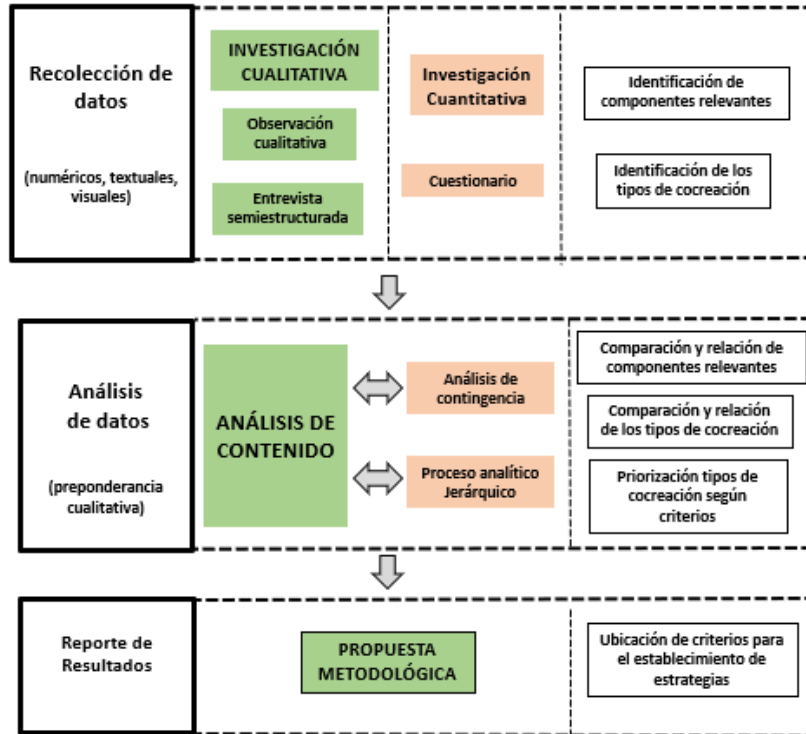 Recolección de
datos
(numéricos, textuales,
visuales)
INVESTIGACIÓN
CUALITATIVA
Observación
cualitativa
Entrevista
semiestructurada
Investigación
Cuantitativa
Cuestionario
Identificación de
componentes relevantes
Identificación de los
tipos de cocreación
Análisis
de datos
(preponderancia
cualitativa)
ANÁLISIS DE
CONTENIDO
Análisis de
contingencia
Proceso analítico
Jerárquico
Comparación y relación de
componentes relevantes
Comparación y relación
de los tipos de cocreación
Priorización tipos de
cocreación según
criterios
Reporte de
Resultados
PROPUESTA
METODOLÓGICA
Ubicación de criterios para
el establecimiento de
estrategias